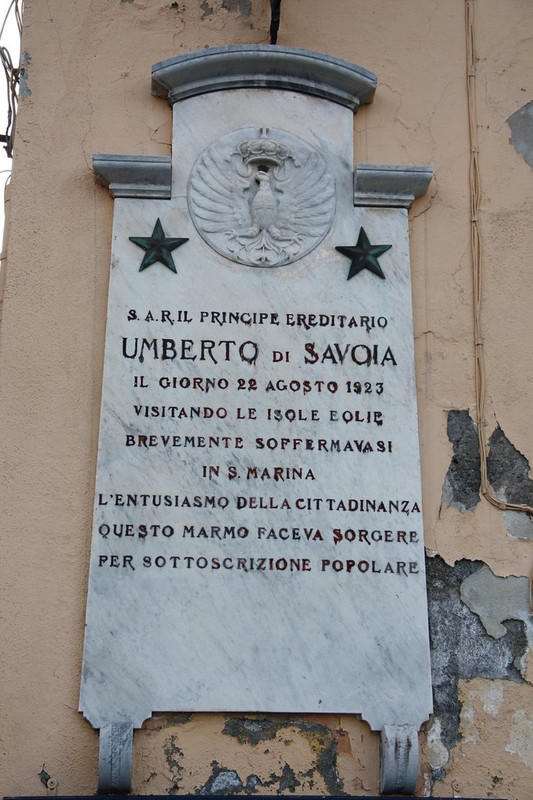 S. A. R. IL PRINCIPE EREDITARIO
UMBERTO DI SAVOIA
IL GIORNO 22 AGOSTO 1923
VISITANDO LE ISOLE EOLIE
BREVEMENTE SOFFERMAVASI
IN S. MARINA
L'ENTUSIASMO DELLA CITTADINANZA
QUESTO MARMO FACEVA SORGERE
PER SOTTOSCRIZIONE POPOLARE